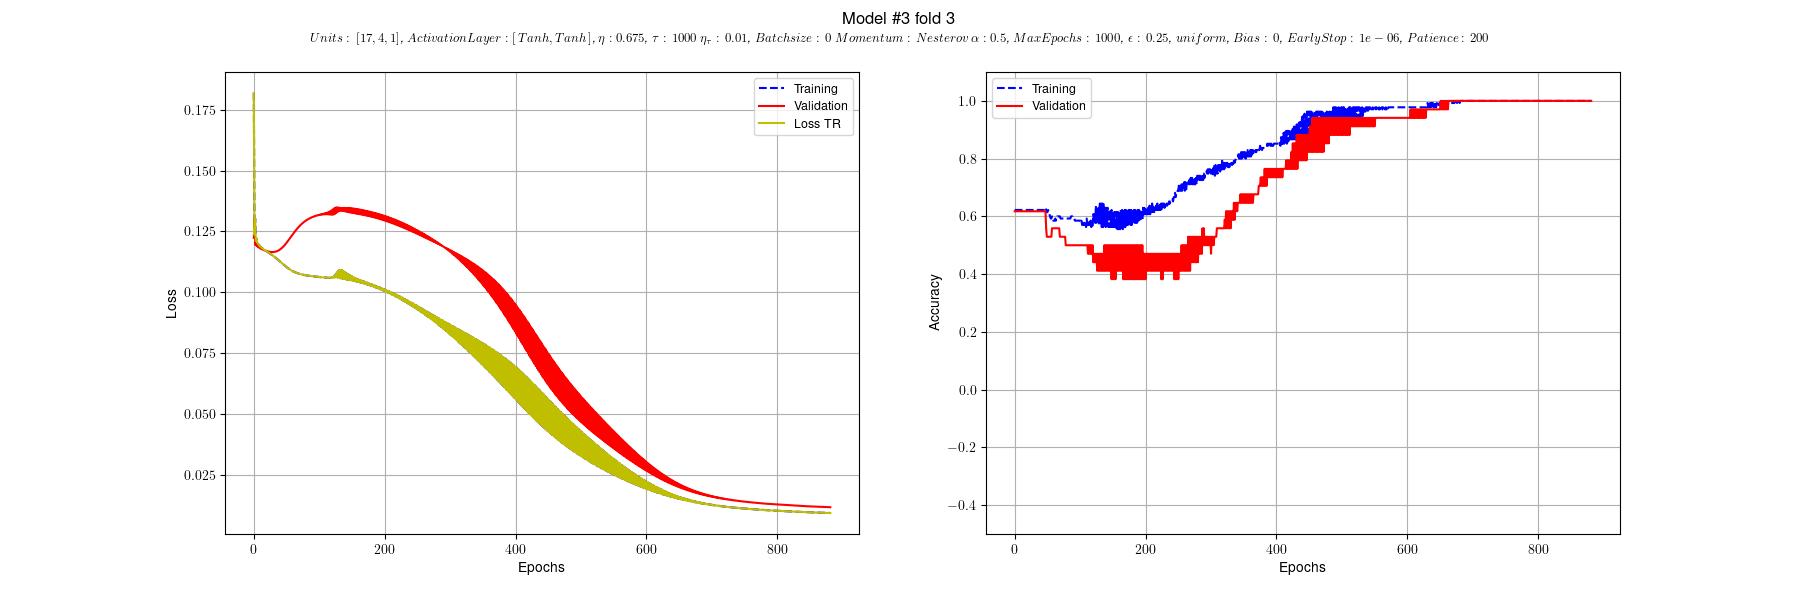 Model #3 fold 3
Units : [17, 4, 1], ActivationLayer : [Tanh, Tanh], η : 0.675, τ : 1000 ητ : 0.01, Batchsize : 0 Momentum : Nesterov α : 0.5, MaxEpochs : 1000, ϵ : 0.25, uniform, Bias : 0, EarlyStop : 1e − 06, Patience : 200
Training
Validation
Loss TR
0.175
0.150
0.125
0.100
0.075
0.050
0.025
Loss
0 200 400 600 800
Epochs
Training
Validation
1.0
0.8
0.6
0.4
0.2
0.0
−0.2
−0.4
Accuracy
0 200 400 600 800
Epochs